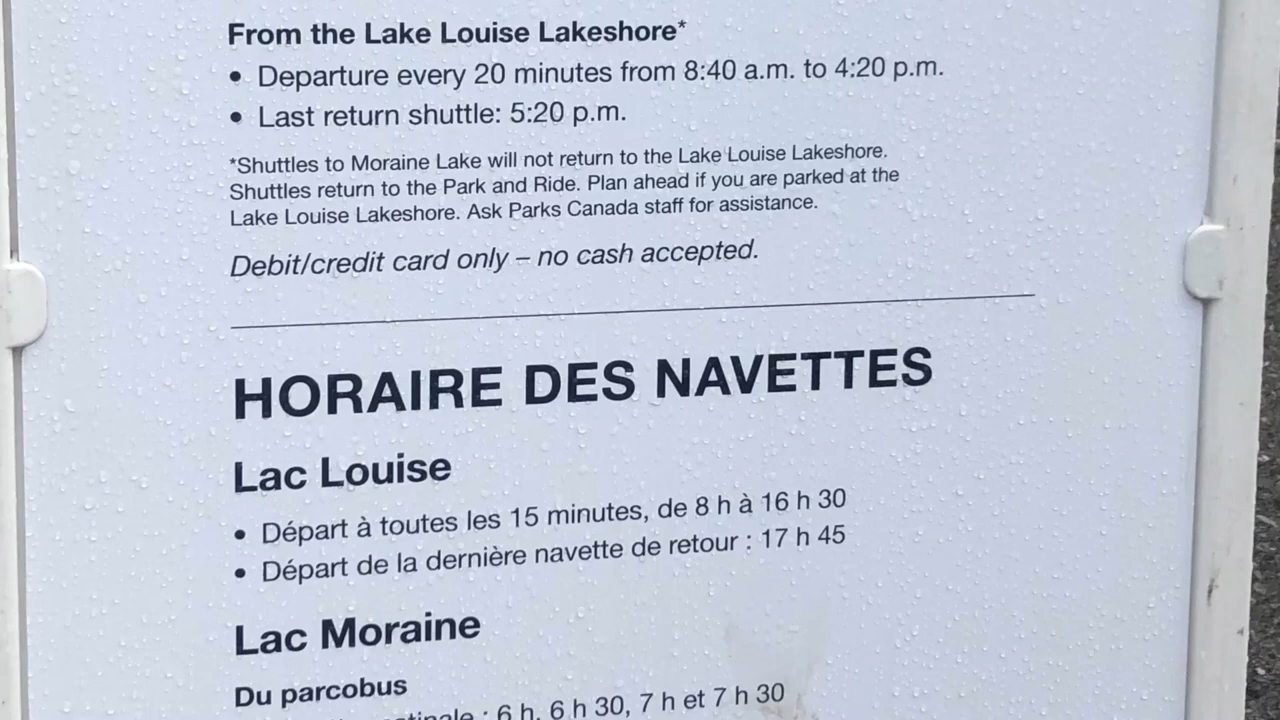 From the Lake Louise Lakeshore*
• Departure every 20 minutes from 8:40 a.m. to 4:20 p.m.
• Last return shuttle: 5:20 p.m.
*Shuttles to Moraine Lake will not return to the Lake Louise Lakeshore.
Shuttles return to the Park and Ride. Plan ahead if you are parked at the
Lake Louise Lakeshore. Ask Parks Canada staff for assistance.
Debit/credit card only – no cash accepted.
HORAIRE DES NAVETTES
Lac Louise
• Départ à toutes les 15 minutes, de 8 h à 16 h 30
• Départ de la dernière navette de retour : 17 h 45
Lac Moraine
Du parcobus
: 6 h, 6 h 30, 7 h et 7 h 30